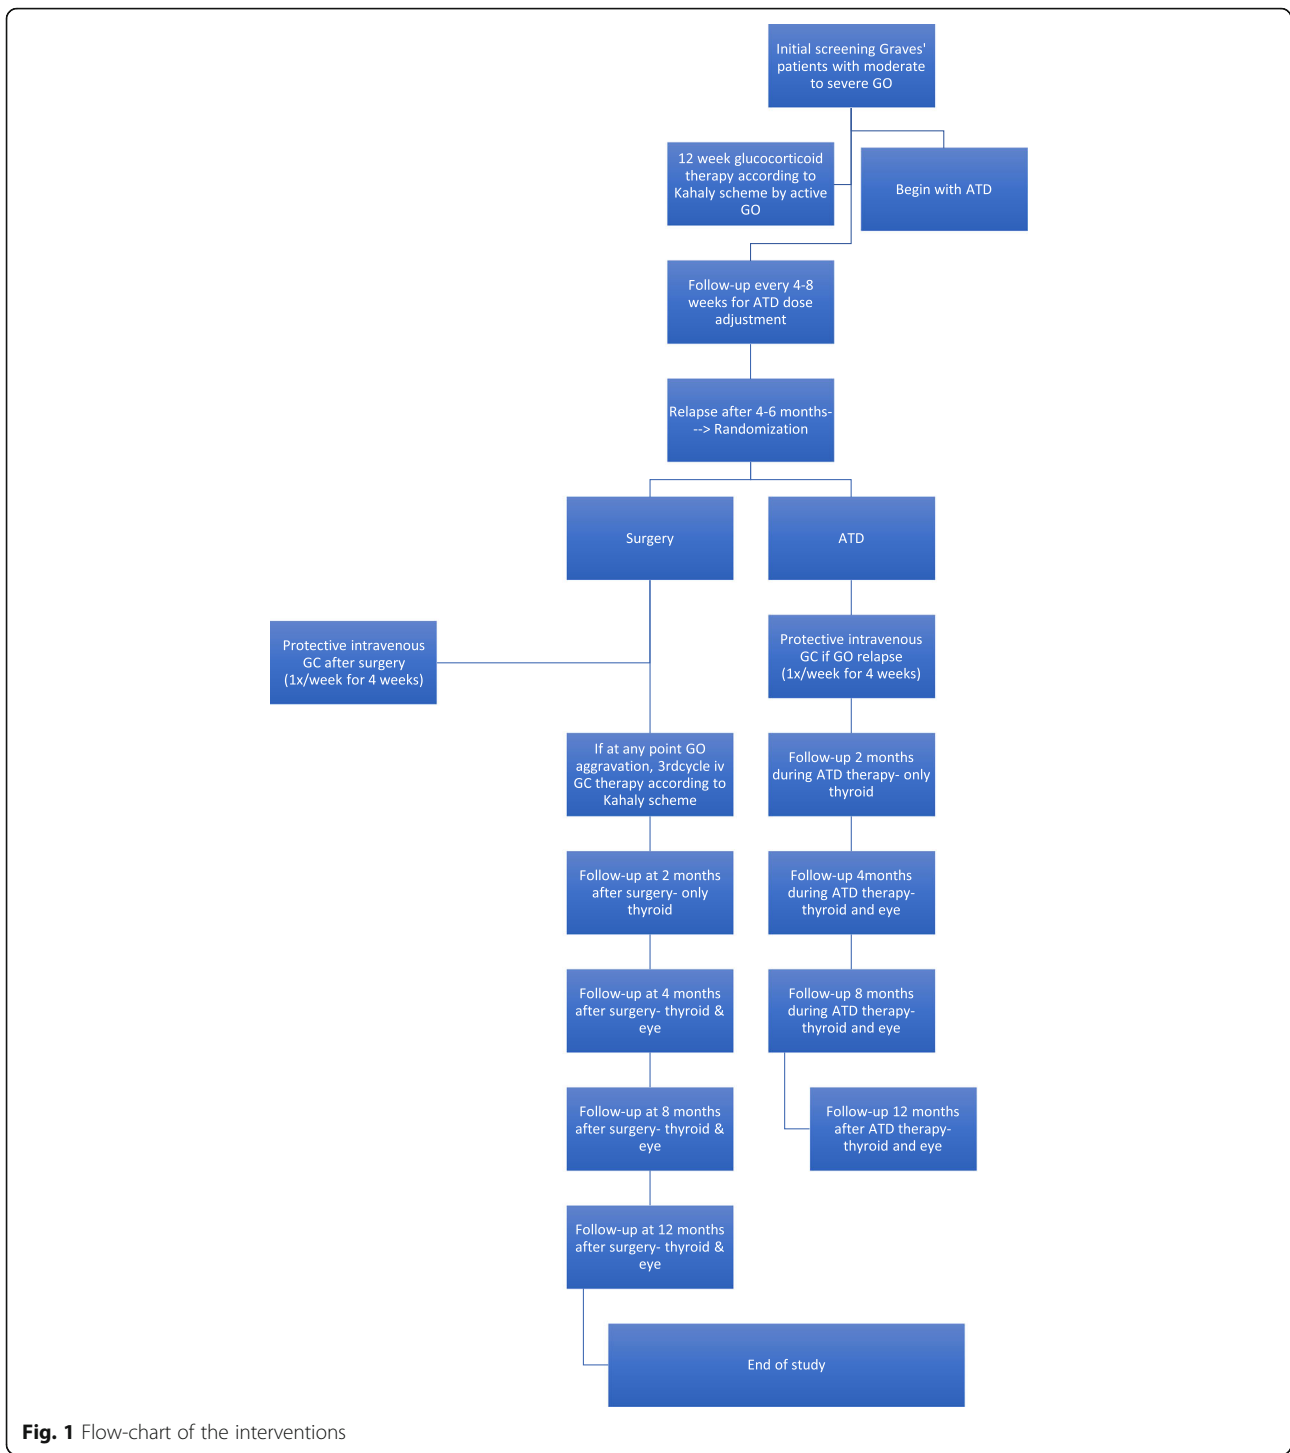 Initial screening Graves'
patients with moderate
to severe GO
12 week glucocorticoid
therapy according to
Kahaly scheme by active
GO
Begin with ATD
Follow-up every 4-8
weeks for ATD dose
adjustment
Relapse after 4-6 months-
--> Randomization
Surgery
ATD
Protective intravenous
GC after surgery
(1x/week for 4 weeks)
Protective intravenous
GC if GO relapse
(1x/week for 4 weeks)
If at any point GO
aggravation, 3rdcycle iv
GC therapy according to
Kahaly scheme
Follow-up 2 months
during ATD therapy- only
thyroid
Follow-up at 2 months
after surgery- only
thyroid
Follow-up 4months
during ATD therapy-
thyroid and eye
Follow-up at 4 months
after surgery- thyroid &
eye
Follow-up 8 months
during ATD therapy-
thyroid and eye
Follow-up at 8 months
after surgery- thyroid &
eye
Follow-up 12 months
after ATD therapy-
thyroid and eye
Follow-up at 12 months
after surgery- thyroid &
eye
End of study
Fig. 1 Flow-chart of the interventions